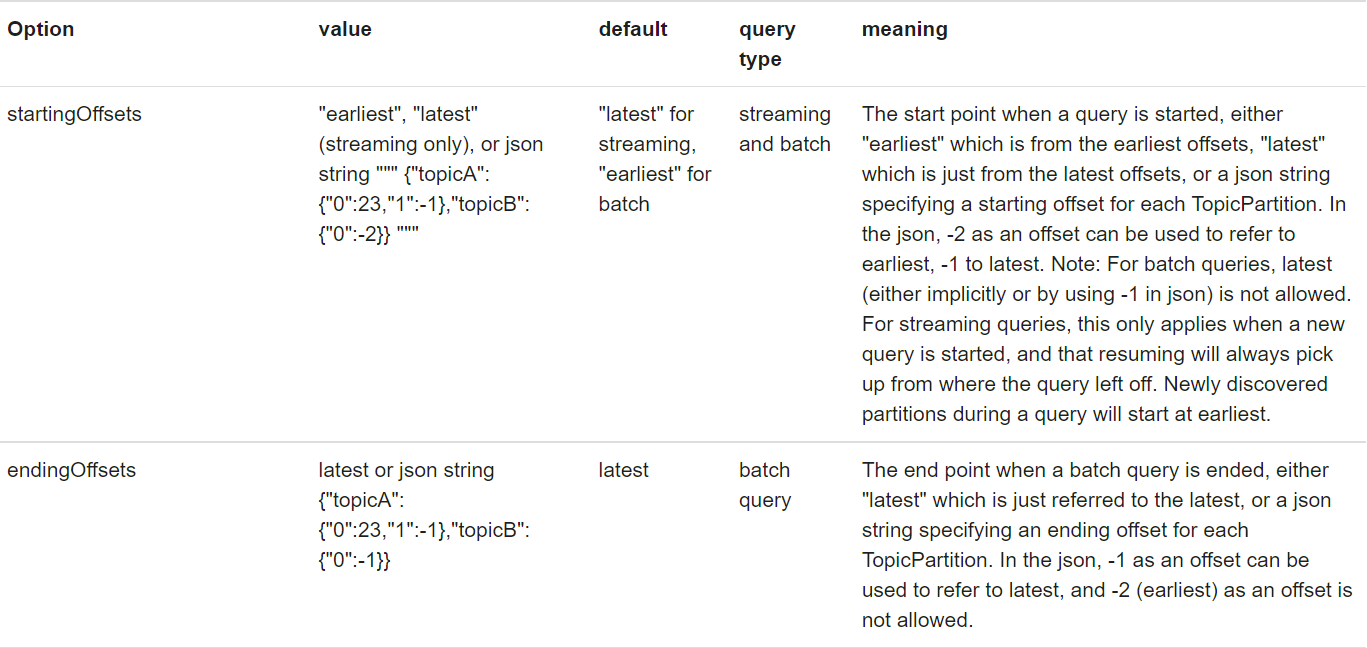 Option value default query type meaning
startingOffsets
"earliest", "latest"
(streaming only), or json
string """ {"topicA":
{"0":23,"1":-1},"topicB":
{"0":-2}} """
"latest" for
streaming,
"earliest" for
batch
streaming
and batch
The start point when a query is started, either
"earliest" which is from the earliest offsets, "latest"
which is just from the latest offsets, or a json string
specifying a starting offset for each TopicPartition. In
the json, -2 as an offset can be used to refer to
earliest, -1 to latest. Note: For batch queries, latest
(either implicitly or by using -1 in json) is not allowed.
For streaming queries, this only applies when a new
query is started, and that resuming will always pick
up from where the query left off. Newly discovered
partitions during a query will start at earliest.
endingOffsets
latest or json string
{"topicA":
{"0":23,"1":-1},"topicB":
{"0":-1}}
latest
batch
query
The end point when a batch query is ended, either
"latest" which is just referred to the latest, or a json
string specifying an ending offset for each
TopicPartition. In the json, -1 as an offset can be
used to refer to latest, and -2 (earliest) as an offset is
not allowed.